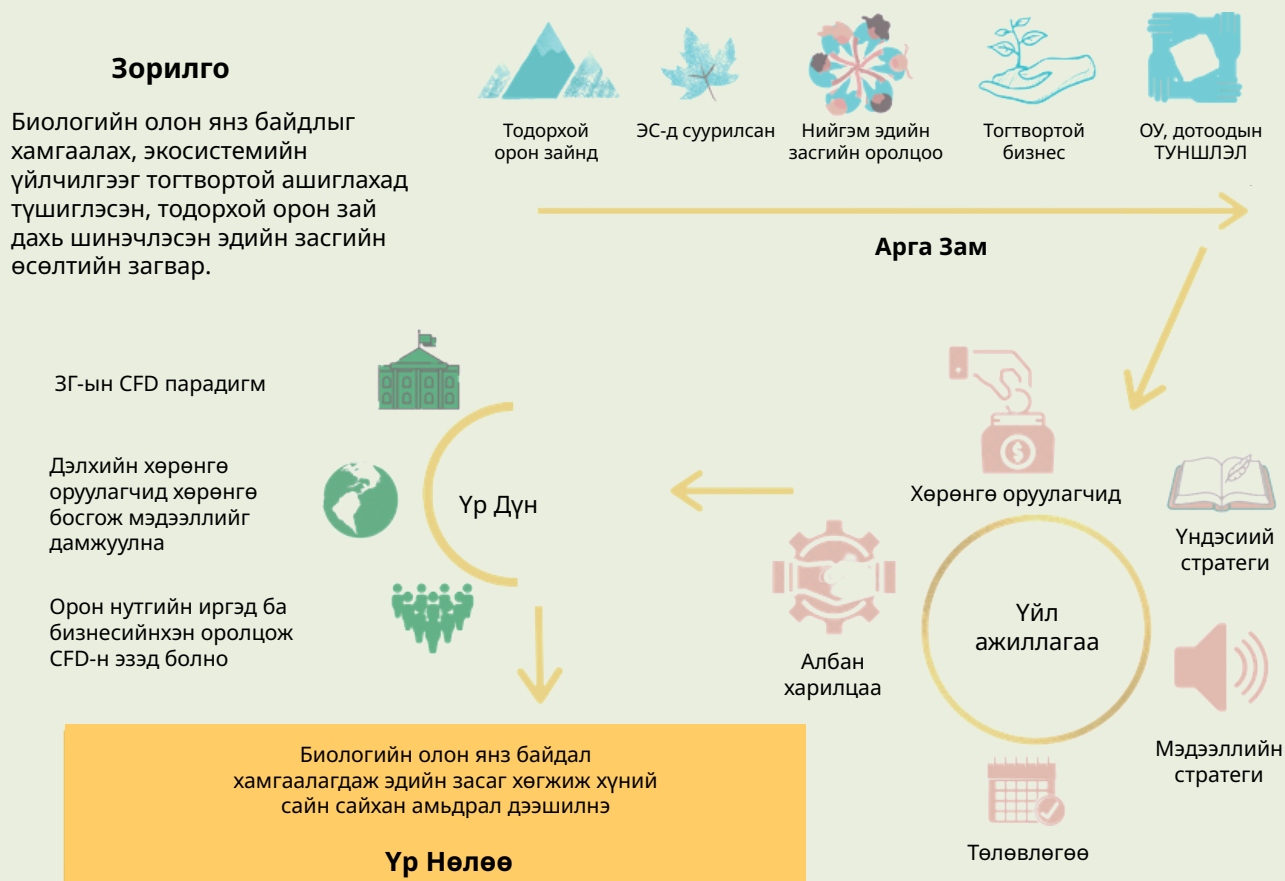 Зорилго
Биологийн олон янз байдлыг
хамгаалах, экосистемийн
үйлчилгээг тогтвортой ашиглахад
түшиглэсэн, тодорхой орон зай
дахь шинэчлэсэн эдийн засгийн
өсөлтийн загвар.
Тодорхой
орон зайнд
ЭС-д суурилсан
Нийгэм эдийн
засгийн оролцоо
Тогтвортой
бизнес
ОУ, дотоодын
ТУНШЛЭЛ
Арга Зам
ЗГ-ын CFD парадигм
Дэлхийн хөрөнгө
оруулагчид хөрөнгө
босгож мэдээллийг
дамжуулна
Орон нутгийн иргэд ба
бизнесийнхэн оролцож
CFD-н эзэд болно
Үр Дүн
Хөрөнгө оруулагчид
Үндэсиий
стратеги
Үйл
ажиллагаа
Албан
харилцаа
Мэдээллийн
стратеги
Төлөвлөгөө
Биологийн олон янз байдал
хамгаалагдаж эдийн засаг хөгжиж хүний
сайн сайхан амьдрал дээшилнэ
Үр Нөлөө